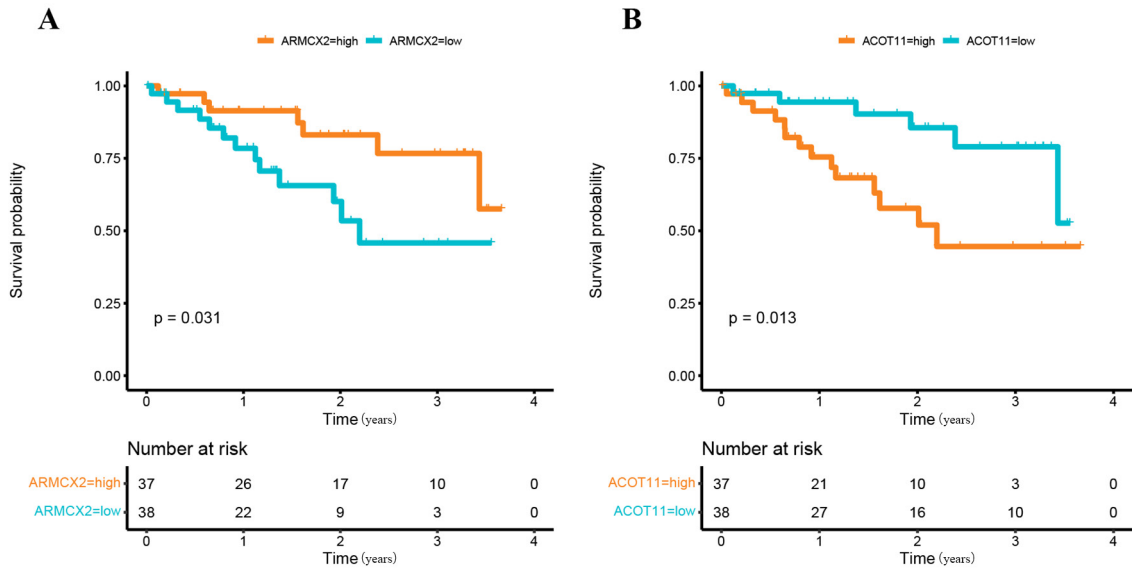 A
ARMCX2=high ARMCX2=low
1.00
0.75
0.50
0.25
0.00
Survival probability
p = 0.031
0 1 2 3 4
Time (years)
Number at risk
ARMCX2=high 37 26 17 10 0
ARMCX2=low 38 22 9 3 0
0 1 2 3 4
Time (years)
B
ACOT11=high ACOT11=low
1.00
0.75
0.50
0.25
0.00
Survival probability
p = 0.013
0 1 2 3 4
Time (years)
Number at risk
ACOT11=high 37 21 10 3 0
ACOT11=low 38 27 16 10 0
0 1 2 3 4
Time (years)